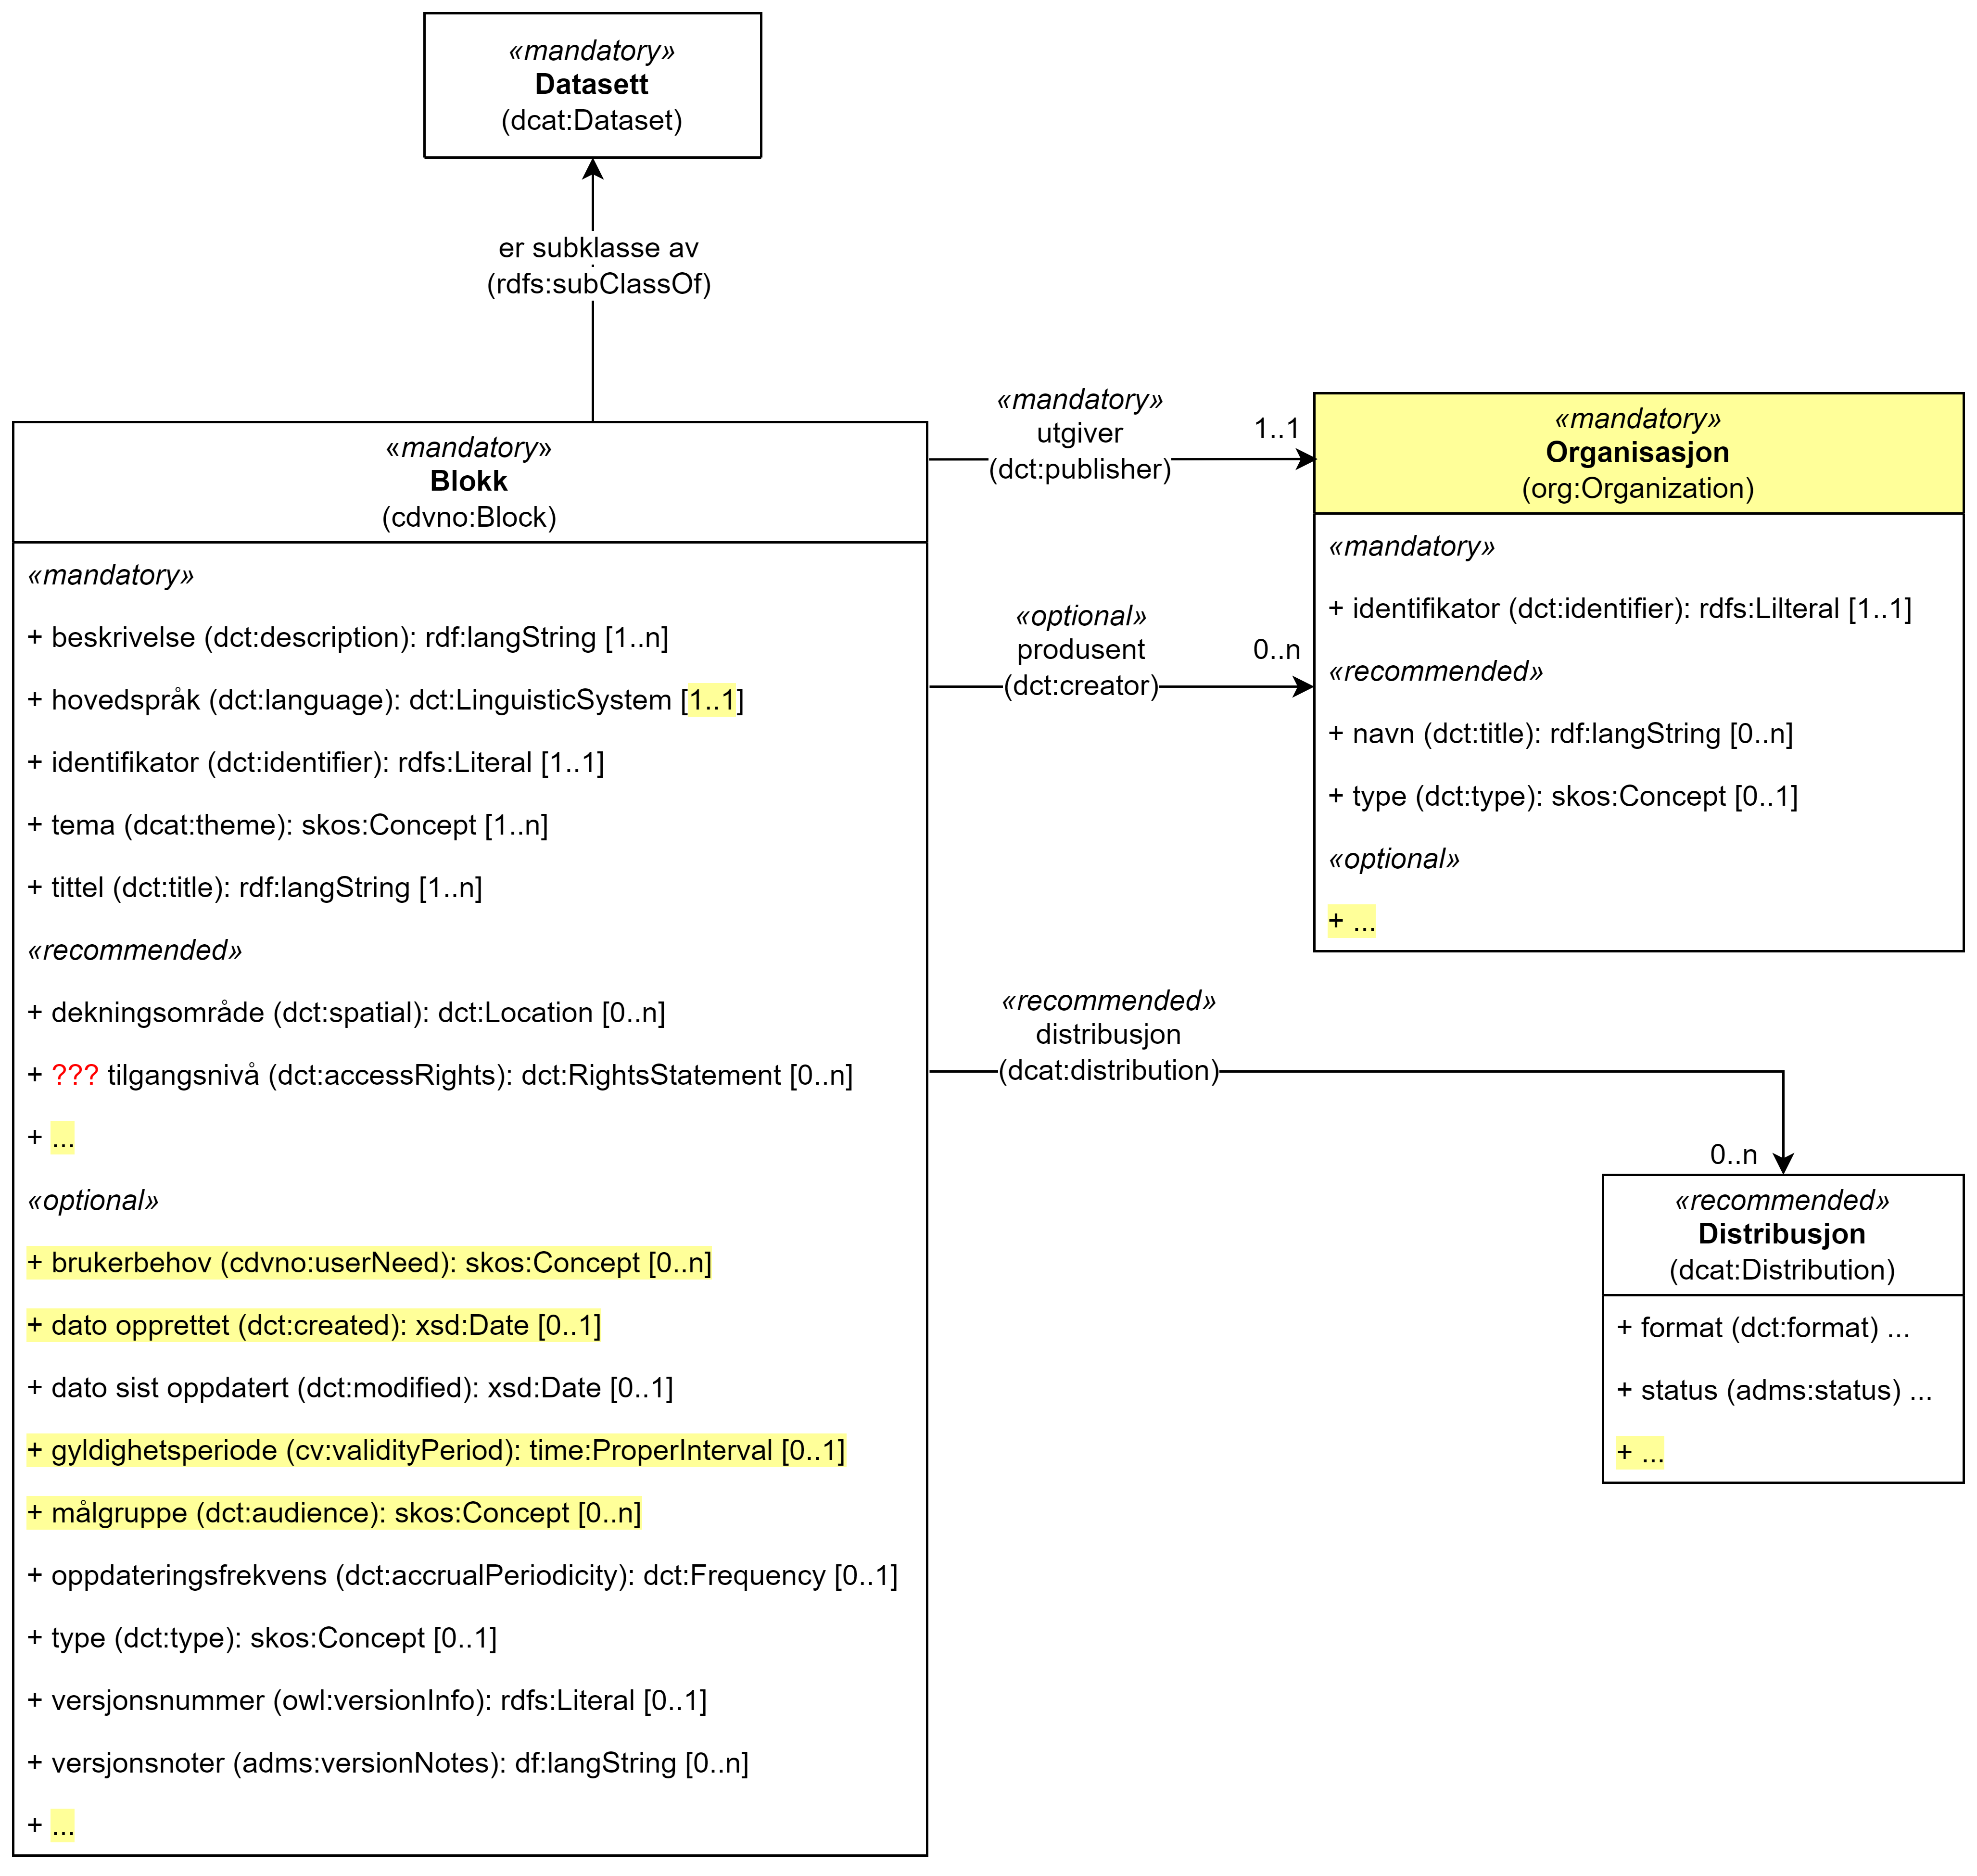 «mandatory»
Datasett
(dcat:Dataset)
er subklasse av
(rdfs:subClassOf)
«mandatory»
Blokk
(cdvno:Block)
«mandatory»
+ beskrivelse (dct:description): rdf:langString [1..n]
+ hovedspråk (dct:language): dct:LinguisticSystem [1..1]
+ identifikator (dct:identifier): rdfs:Literal [1..1]
+ tema (dcat:theme): skos:Concept [1..n]
+ tittel (dct:title): rdf:langString [1..n]
«recommended»
+ dekningsområde (dct:spatial): dct:Location [0..n]
+ ??? tilgangsnivå (dct:accessRights): dct:RightsStatement [0..n]
+ ...
«optional»
+ brukerbehov (cdvno:userNeed): skos:Concept [0..n]
+ dato opprettet (dct:created): xsd:Date [0..1]
+ dato sist oppdatert (dct:modified): xsd:Date [0..1]
+ gyldighetsperiode (cv:validityPeriod): time:ProperInterval [0..1]
+ målgruppe (dct:audience): skos:Concept [0..n]
+ oppdateringsfrekvens (dct:accrualPeriodicity): dct:Frequency [0..1]
+ type (dct:type): skos:Concept [0..1]
+ versjonsnummer (owl:versionInfo): rdfs:Literal [0..1]
+ versjonsnoter (adms:versionNotes): df:langString [0..n]
+ ...
«mandatory»
utgiver
(dct:publisher)
1..1
«optional»
produsent
(dct:creator)
0..n
«mandatory»
Organisasjon
(org:Organization)
«mandatory»
+ identifikator (dct:identifier): rdfs:Lilteral [1..1]
«recommended»
+ navn (dct:title): rdf:langString [0..n]
+ type (dct:type): skos:Concept [0..1]
«optional»
+ ...
«recommended»
distribusjon
(dcat:distribution)
0..n
«recommended»
Distribusjon
(dcat:Distribution)
+ format (dct:format) ...
+ status (adms:status) ...
+ ...